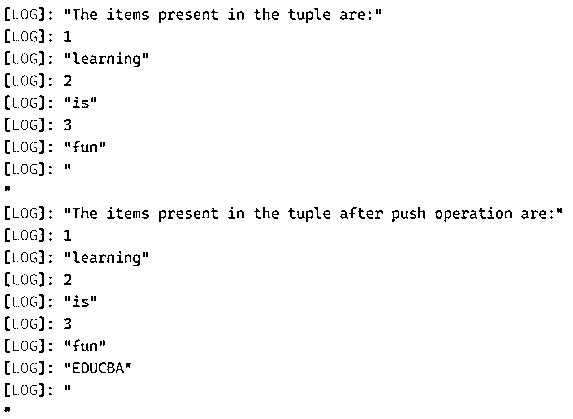 [LOG]: "The items present in the tuple are:"
[LOG]: 1
[LOG]: "learning"
[LOG]: 2
[LOG]: "is"
[LOG]: 3
[LOG]: "fun"
[LOG]: "
"
[LOG]: "The items present in the tuple after push operation are:"
[LOG]: 1
[LOG]: "learning"
[LOG]: 2
[LOG]: "is"
[LOG]: 3
[LOG]: "fun"
[LOG]: "EDUCBA"
[LOG]: "
"